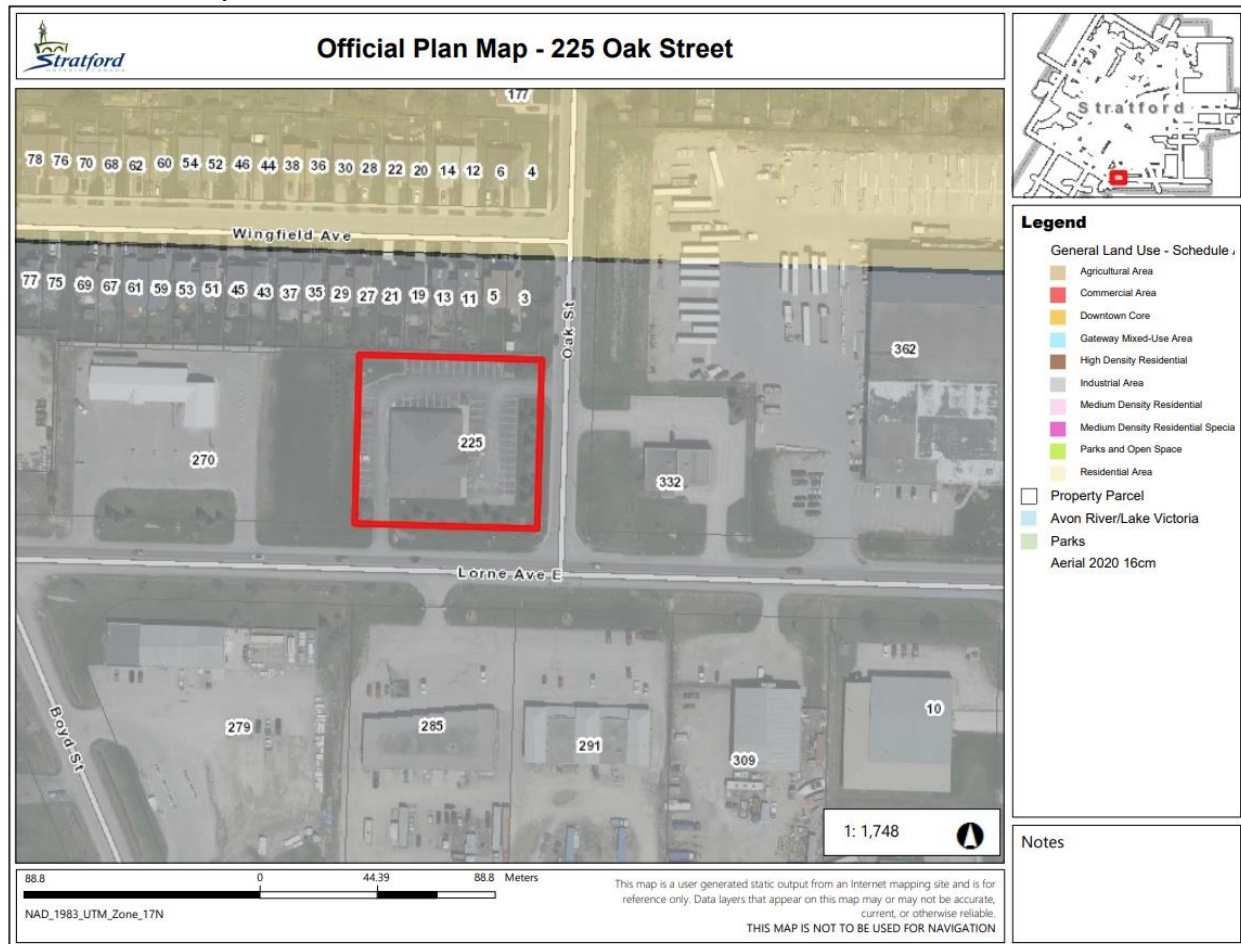 Stratford
ONTARIO CANADA
Official Plan Map - 225 Oak Street
Stratford
177
78 76 70 68 62 60 54 52 46 44 38 36 30 28 22 20 14 12 6 4
Wingfield Ave
77 75 69 67 61 59 53 51 45 43 37 35 29 27 21 19 13 11 5 3
Oak St
362
225
270
332
Lorne Ave E
Boyd St
279
285
291
309
10
1: 1,748
Legend
General Land Use - Schedule
Agricultural Area
Commercial Area
Downtown Core
Gateway Mixed-Use Area
High Density Residential
Industrial Area
Medium Density Residential
Medium Density Residential Specia
Parks and Open Space
Residential Area
Property Parcel
Avon River/Lake Victoria
Parks
Aerial 2020 16cm
Notes
88.8 0 44.39 88.8 Meters
NAD_1983_UTM_Zone_17N
This map is a user generated static output from an Internet mapping site and is for
reference only. Data layers that appear on this map may or may not be accurate,
current, or otherwise reliable.
THIS MAP IS NOT TO BE USED FOR NAVIGATION